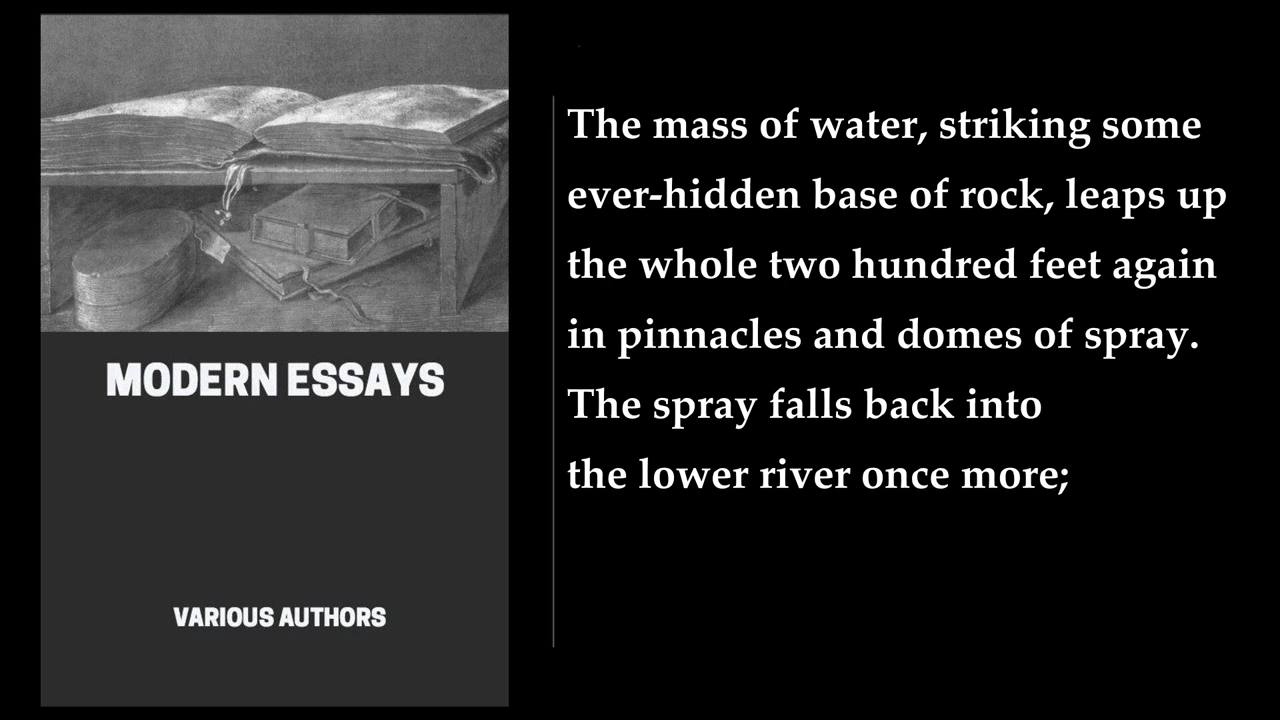 MODERN ESSAYS
VARIOUS AUTHORS
The mass of water, striking some
ever-hidden base of rock, leaps up
the whole two hundred feet again
in pinnacles and domes of spray.
The spray falls back into
the lower river once more;